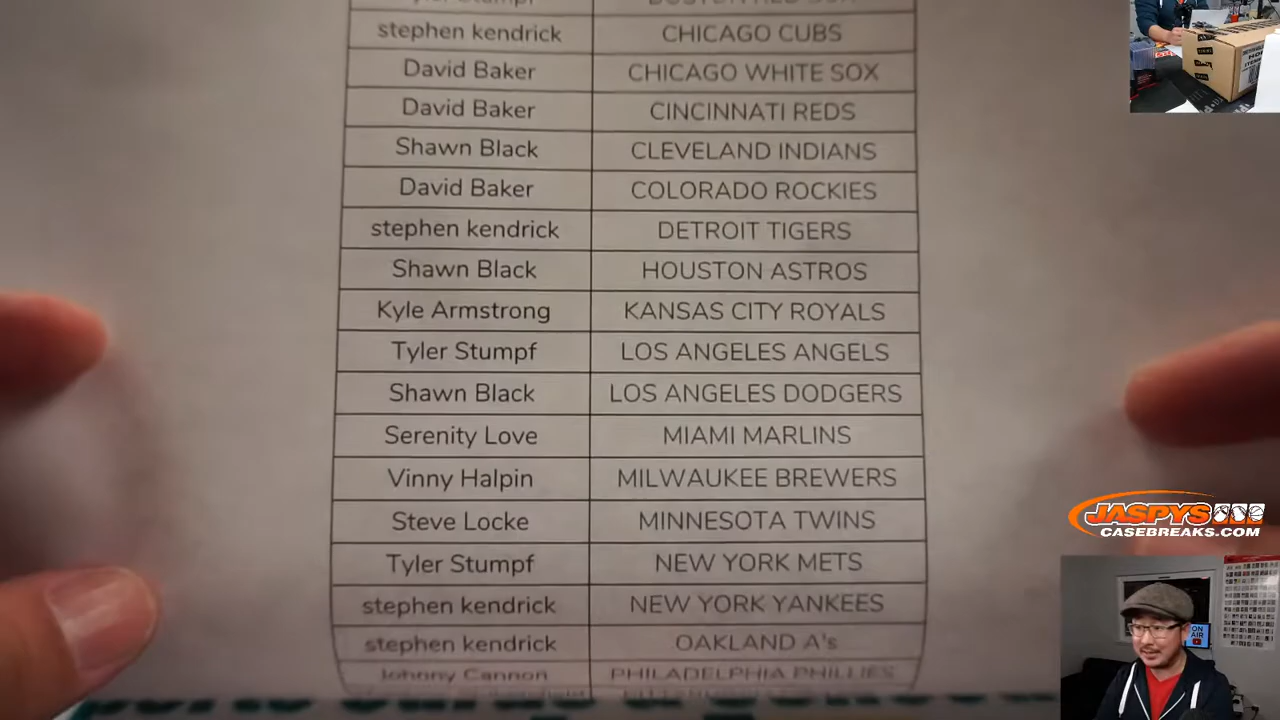 stephen kendrick CHICAGO CUBS
David Baker CHICAGO WHITE SOX
David Baker CINCINNATI REDS
Shawn Black CLEVELAND INDIANS
David Baker COLORADO ROCKIES
stephen kendrick DETROIT TIGERS
Shawn Black HOUSTON ASTROS
Kyle Armstrong KANSAS CITY ROYALS
Tyler Stumpf LOS ANGELES ANGELS
Shawn Black LOS ANGELES DODGERS
Serenity Love MIAMI MARLINS
Vinny Halpin MILWAUKEE BREWERS
Steve Locke MINNESOTA TWINS
Tyler Stumpf NEW YORK METS
stephen kendrick NEW YORK YANKEES
stephen kendrick OAKLAND A's
Johnny Cannon PHILADELPHIA PHILLIES
JASPYS
CASEBREAKS.COM
ON
AIR